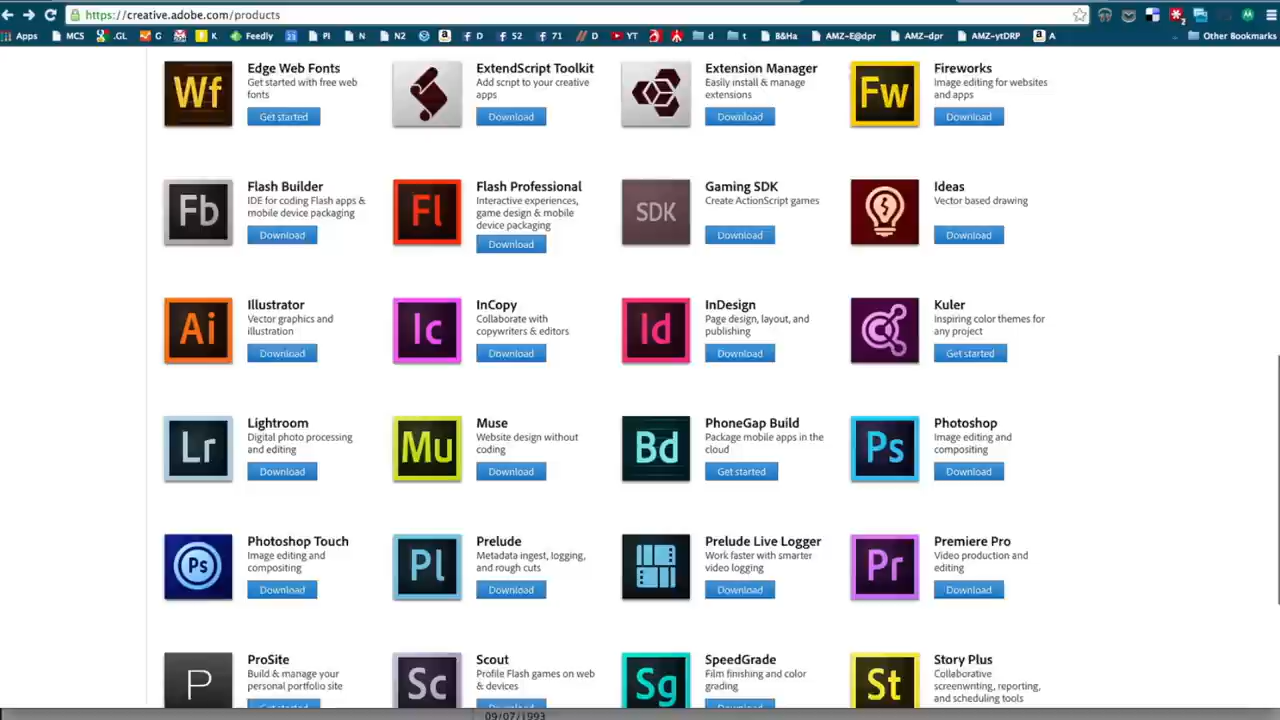 https://creative.adobe.com/products
Apps MCS .GL G K Feedly PI N N2 D 52 71 D YT d t B&Ha AMZ-E@dpr AMZ-dpr AMZ-ytDRP A Other Bookmarks
Wf
Edge Web Fonts
Get started with free web
fonts
Get started
ExtendScript Toolkit
Add script to your creative
apps
Download
Extension Manager
Easily install & manage
extensions
Download
Fw
Fireworks
Image editing for websites
and apps
Download
Fb
Flash Builder
IDE for coding Flash apps &
mobile device packaging
Download
Fl
Flash Professional
Interactive experiences,
game design & mobile
device packaging
Download
SDK
Gaming SDK
Create ActionScript games
Download
Ideas
Vector based drawing
Download
Ai
Illustrator
Vector graphics and
illustration
Download
Ic
InCopy
Collaborate with
copywriters & editors
Download
Id
InDesign
Page design, layout, and
publishing
Download
Kuler
Inspiring color themes for
any project
Get started
Lr
Lightroom
Digital photo processing
and editing
Download
Mu
Muse
Website design without
coding
Download
Bd
PhoneGap Build
Package mobile apps in the
cloud
Get started
Ps
Photoshop
Image editing and
compositing
Download
Ps
Photoshop Touch
Image editing and
compositing
Download
Pl
Prelude
Metadata ingest, logging,
and rough cuts
Download
Prelude Live Logger
Work faster with smarter
video logging
Download
Pr
Premiere Pro
Video production and
editing
Download
P
ProSite
Build & manage your
personal portfolio site
Get started
Sc
Scout
Profile Flash games on web
& devices
Download
Sg
SpeedGrade
Film finishing and color
grading
Download
St
Story Plus
Collaborative
screenwriting, reporting,
and scheduling tools
09/07/1993